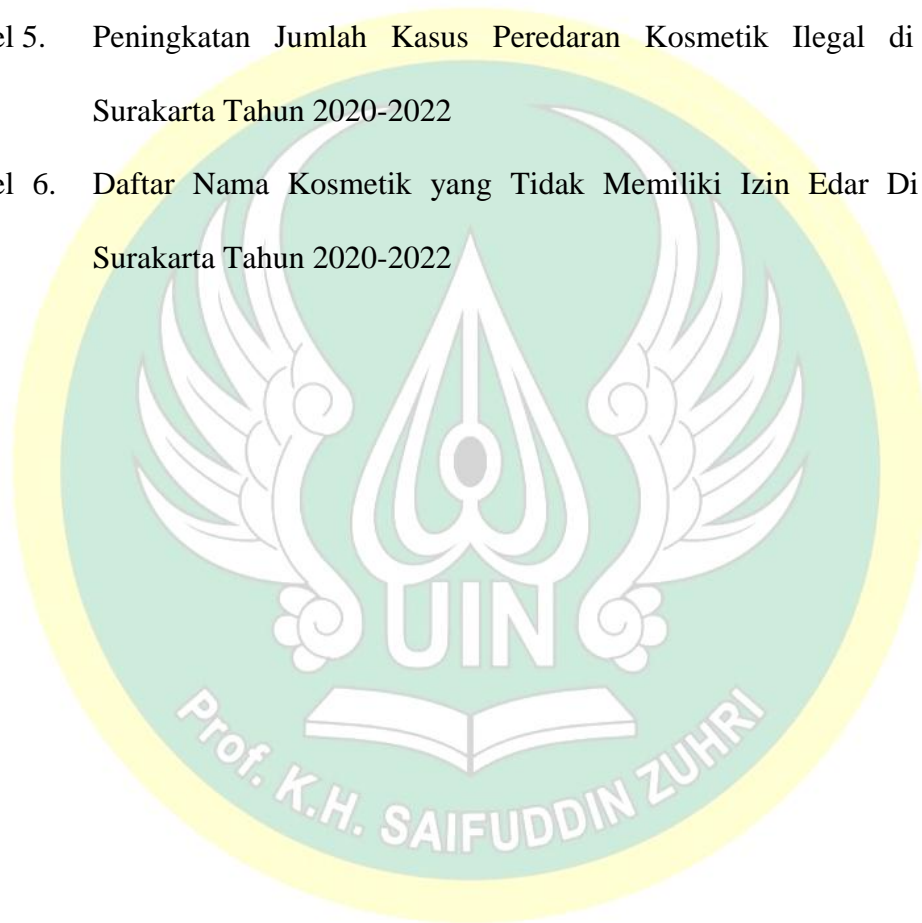 el 5. Peningkatan Jumlah Kasus Peredaran Kosmetik Ilegal di
Surakarta Tahun 2020-2022
el 6. Daftar Nama Kosmetik yang Tidak Memiliki Izin Edar Di
Surakarta Tahun 2020-2022
UIN
Prof. K.H. SAIFUDDIN ZUHRI